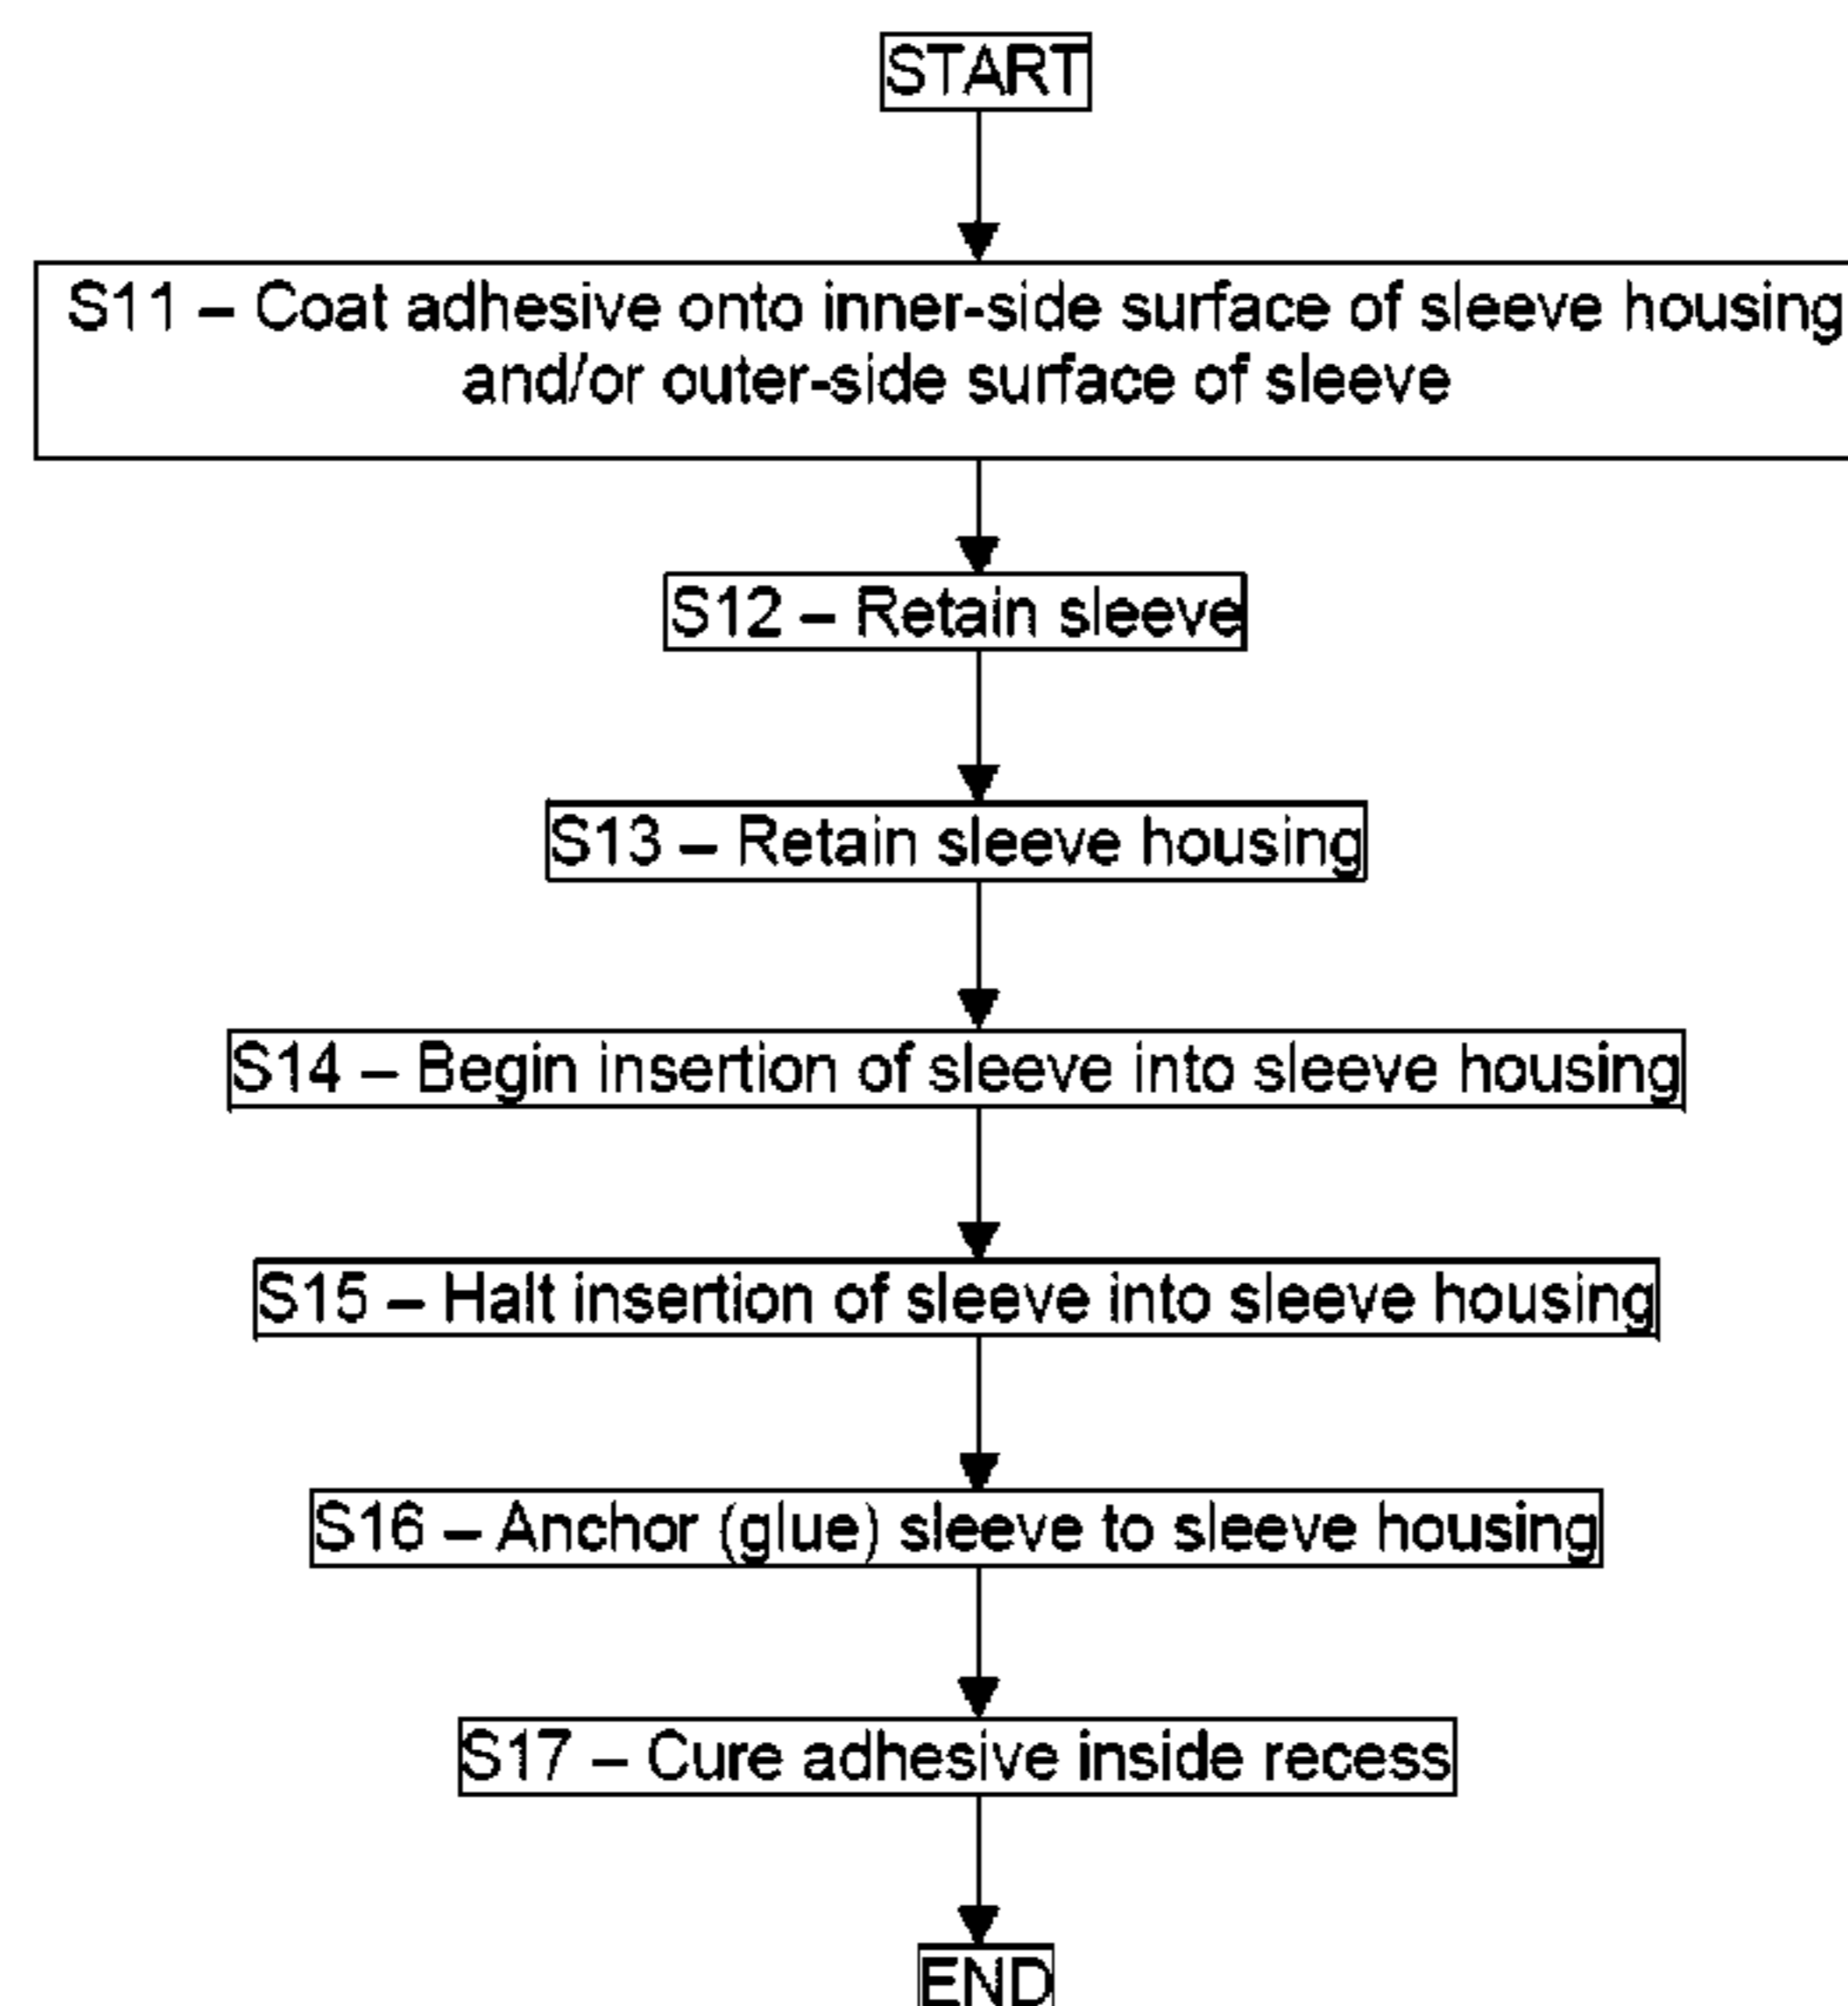 START
S11 – Coat adhesive onto inner-side surface of sleeve housing
and/or outer-side surface of sleeve
S12 – Retain sleeve
S13 – Retain sleeve housing
S14 – Begin insertion of sleeve into sleeve housing
S15 – Halt insertion of sleeve into sleeve housing
S16 – Anchor (glue) sleeve to sleeve housing
S17 – Cure adhesive inside recess
END